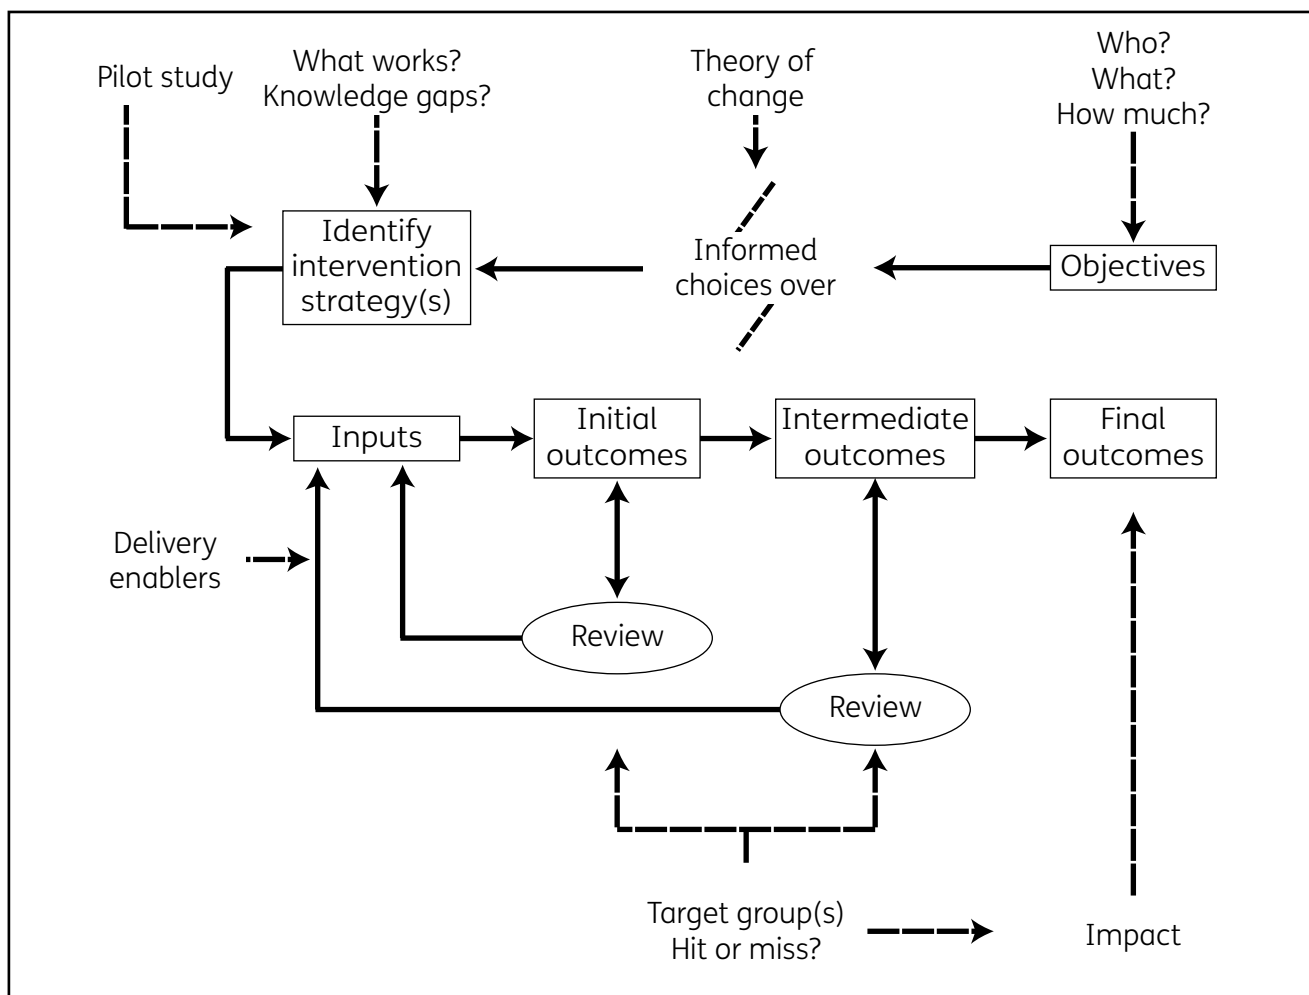 Pilot study
What works?
Knowledge gaps?
Theory of
change
Who?
What?
How much?
Identify
intervention
strategy(s)
Informed
choices over
Objectives
Inputs
Initial
outcomes
Intermediate
outcomes
Final
outcomes
Delivery
enablers
Review
Review
Target group(s)
Hit or miss?
Impact